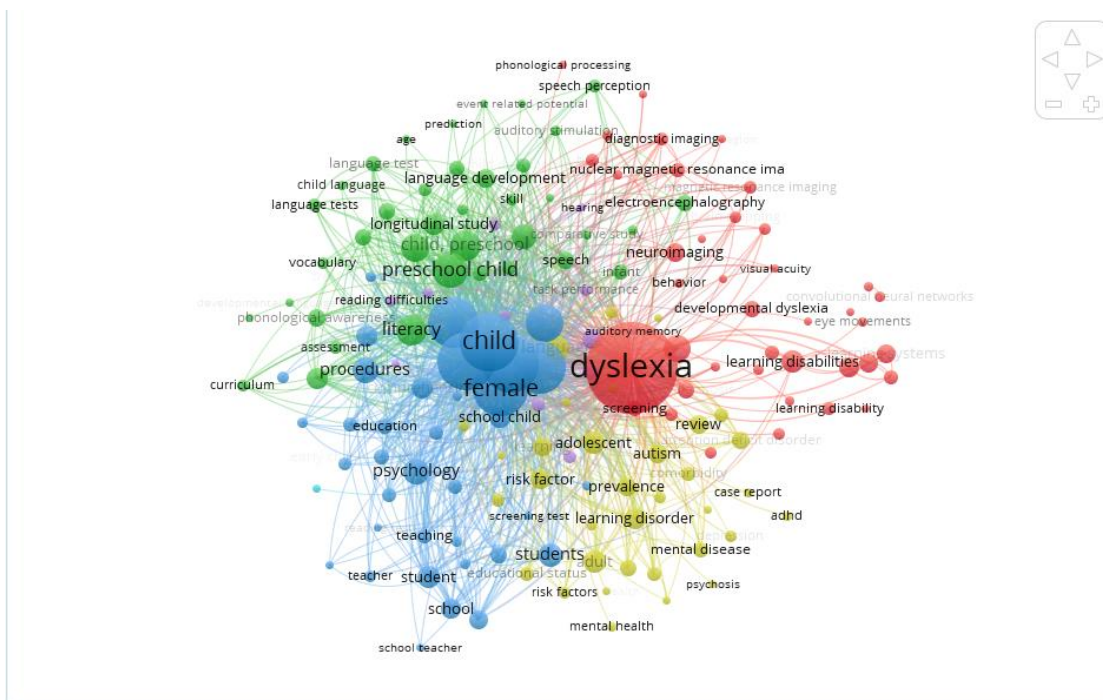 phonological processing
speech perception
event related potential
prediction
auditory stimulation
age
diagnostic imaging
language test
nuclear magnetic resonance ima
child language
language development
magnetic resonance imaging
skill
language tests
hearing
electroencephalography
longitudinal study
comparative study
child, preschool
neuroimaging
vocabulary
speech
preschool child
infant
visual acuity
behavior
task performance
reading difficulties
convolutional neural networks
developmental dyslexia
phonological awareness
eye movements
literacy
auditory memory
child
assessment
dyslexia
learning disabilities
procedures
curriculum
female
screening
learning disability
school child
education
review
adolescent
attention deficit disorder
autism
psychology
risk factor
comorbidity
prevalence
case report
screening test
learning disorder
adhd
teaching
depression
students
mental disease
adult
teacher
student
educational status
psychosis
risk factors
school
mental health
school teacher